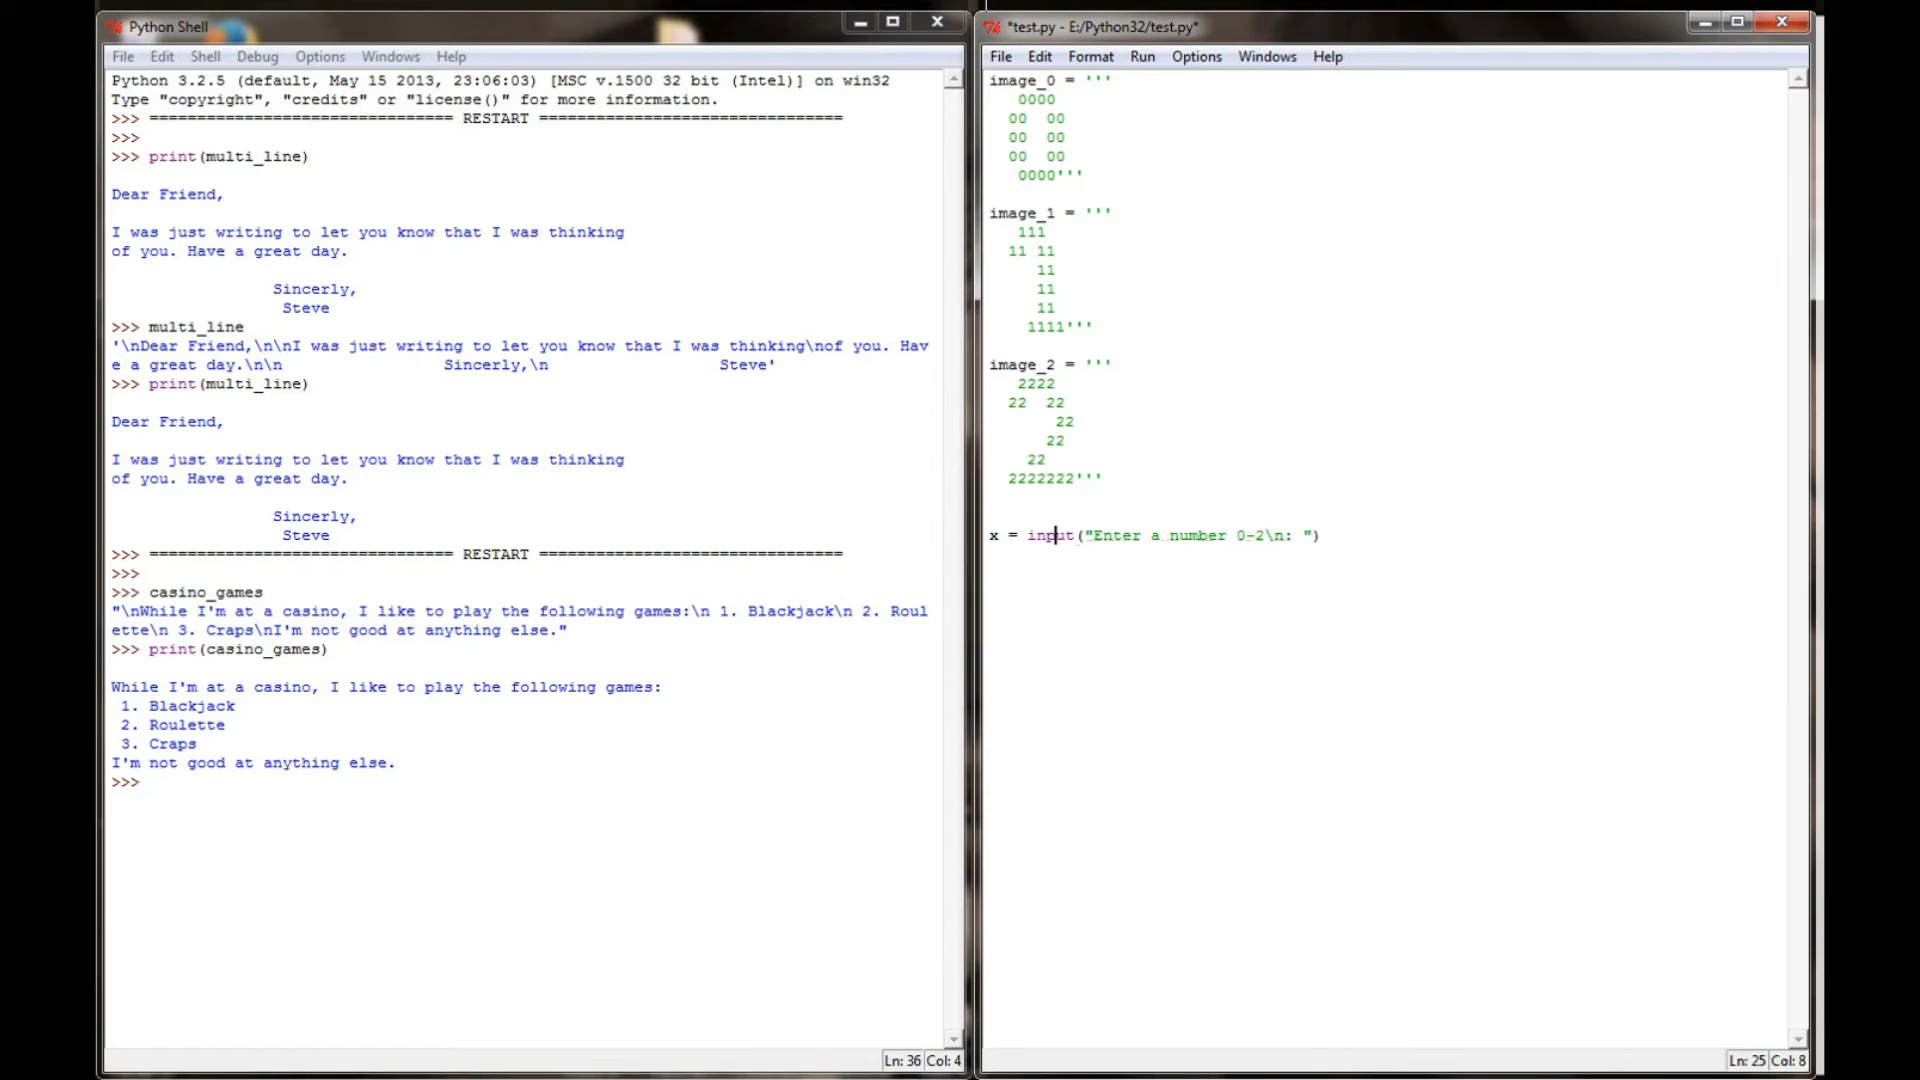 Python Shell
File Edit Shell Debug Options Windows Help
Python 3.2.5 (default, May 15 2013, 23:06:03) [MSC v.1500 32 bit (Intel)] on win32
Type "copyright", "credits" or "license()" for more information.
>>> ================================ RESTART ================================
>>>
>>> print(multi_line)
Dear Friend,
I was just writing to let you know that I was thinking
of you. Have a great day.
Sincerely,
Steve
>>> multi_line
'\nDear Friend,\n\nI was just writing to let you know that I was thinking\nof you. Hav
e a great day.\n\n                 Sincerly,\n                  Steve'
>>> print(multi_line)
Dear Friend,
I was just writing to let you know that I was thinking
of you. Have a great day.
Sincerly,
Steve
>>> ================================ RESTART ================================
>>>
>>> casino_games
"\nWhile I'm at a casino, I like to play the following games:\n 1. Blackjack\n 2. Roul
ette\n 3. Craps\nI'm not good at anything else."
>>> print(casino_games)
While I'm at a casino, I like to play the following games:
1. Blackjack
2. Roulette
3. Craps
I'm not good at anything else.
>>>
Ln: 36 Col: 4
*test.py - E:/Python32/test.py*
File Edit Format Run Options Windows Help
image_0 = '''
   0000
  00  00
  00  00
  00  00
   0000'''
image_1 = '''
   111
  11 11
     11
     11
     11
    1111'''
image_2 = '''
   2222
  22  22
       22
      22
    22
  2222222'''
x = input("Enter a number 0-2\n: ")
Ln: 25 Col: 8